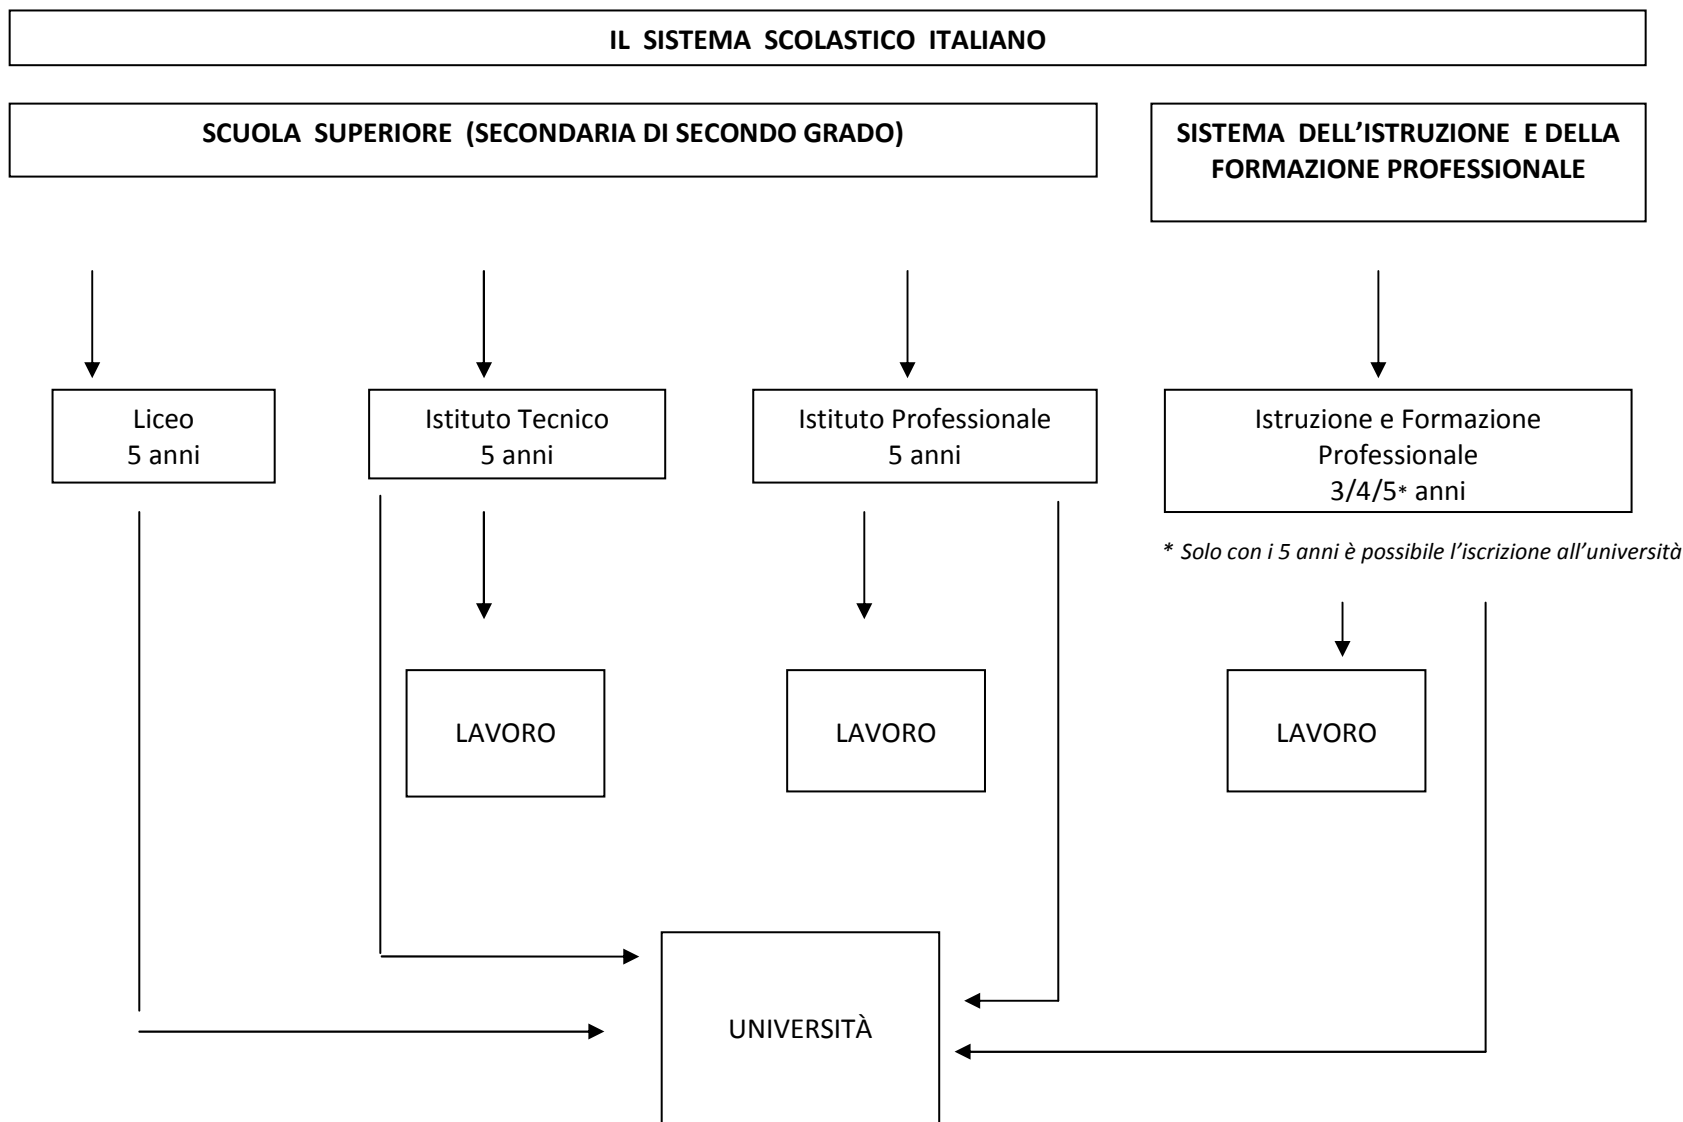 IL SISTEMA SCOLASTICO ITALIANO
SCUOLA SUPERIORE (SECONDARIA DI SECONDO GRADO)
SISTEMA DELL’ISTRUZIONE E DELLA
FORMAZIONE PROFESSIONALE
Liceo
5 anni
Istituto Tecnico
5 anni
Istituto Professionale
5 anni
Istruzione e Formazione
Professionale
3/4/5* anni
* Solo con i 5 anni è possibile l’iscrizione all’università
LAVORO
LAVORO
LAVORO
UNIVERSITÀ